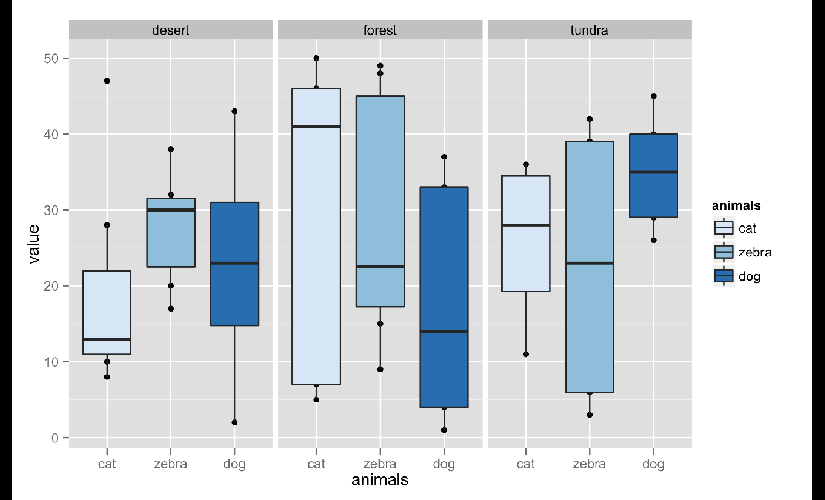 desert forest tundra
50
40
30
20
10
0
value
cat zebra dog cat zebra dog cat zebra dog
animals
animals
cat
zebra
dog